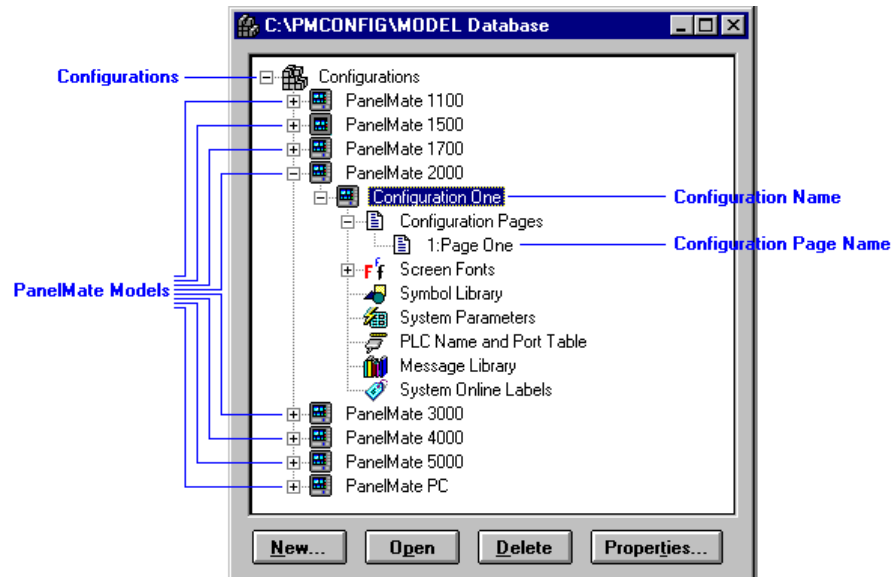 C:\PMCONFIG\MODEL Database
Configurations
Configurations
PanelMate 1100
PanelMate 1500
PanelMate 1700
PanelMate 2000
Configuration One
Configuration Name
Configuration Pages
1:Page One
Configuration Page Name
Screen Fonts
PanelMate Models
Symbol Library
System Parameters
PLC Name and Port Table
Message Library
System Online Labels
PanelMate 3000
PanelMate 4000
PanelMate 5000
PanelMate PC
New... Open Delete Properties...